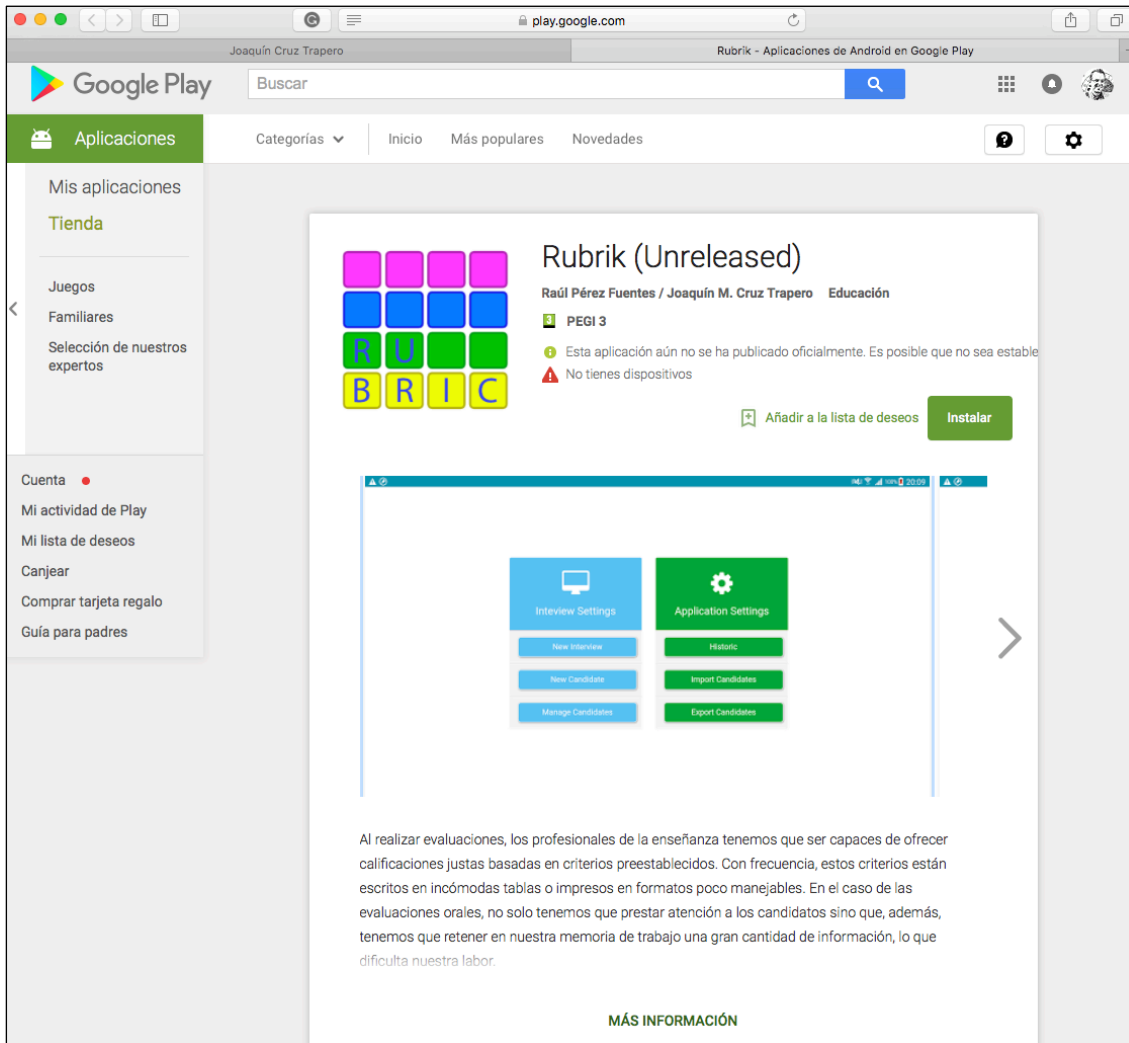 play.google.com
Joaquín Cruz Trapero
Rubrik - Aplicaciones de Android en Google Play
Google Play
Buscar
Aplicaciones
Categorías
Inicio
Más populares
Novedades
Mis aplicaciones
Tienda
Juegos
Familiares
Selección de nuestros
expertos
Cuenta
Mi actividad de Play
Mi lista de deseos
Canjear
Comprar tarjeta regalo
Guía para padres
R U
B R I C
Rubrik (Unreleased)
Raúl Pérez Fuentes / Joaquín M. Cruz Trapero Educación
3 PEGI 3
Esta aplicación aún no se ha publicado oficialmente. Es posible que no sea estable
No tienes dispositivos
Añadir a la lista de deseos
Instalar
20:09
Inteview Settings
New Interview
New Candidate
Manage Candidates
Application Settings
Historic
Import Candidates
Export Candidates
Al realizar evaluaciones, los profesionales de la enseñanza tenemos que ser capaces de ofrecer
calificaciones justas basadas en criterios preestablecidos. Con frecuencia, estos criterios están
escritos en incómodas tablas o impresos en formatos poco manejables. En el caso de las
evaluaciones orales, no solo tenemos que prestar atención a los candidatos sino que, además,
tenemos que retener en nuestra memoria de trabajo una gran cantidad de información, lo que
dificulta nuestra labor.
MÁS INFORMACIÓN